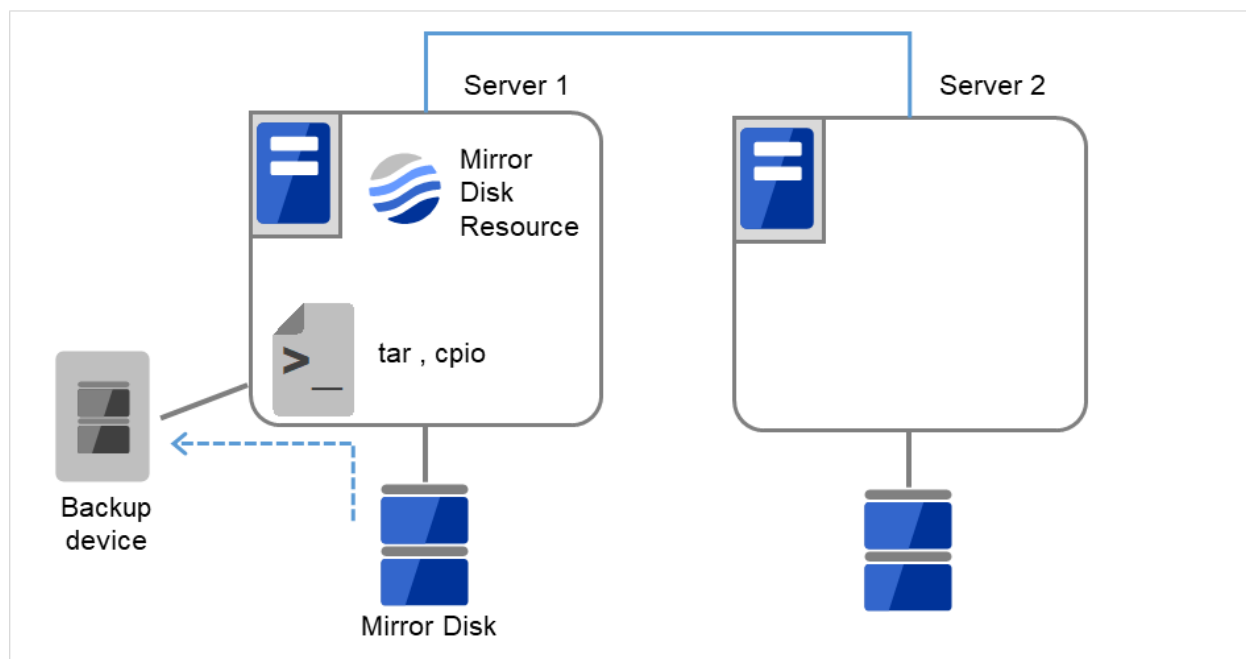 Server 1
Server 2
Mirror
Disk
Resource
>_
tar , cpio
Backup
device
Mirror Disk